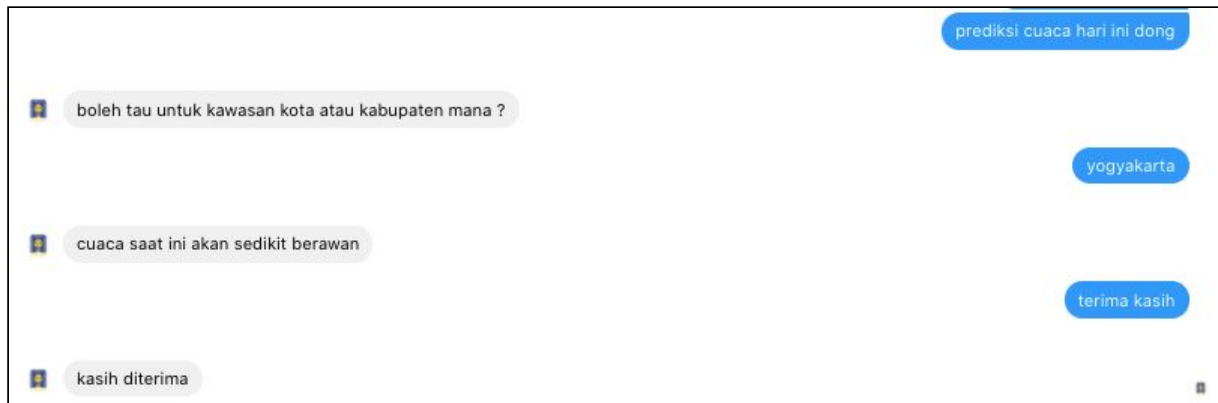 prediksi cuaca hari ini dong
boleh tau untuk kawasan kota atau kabupaten mana ?
yogyakarta
cuaca saat ini akan sedikit berawan
terima kasih
kasih diterima